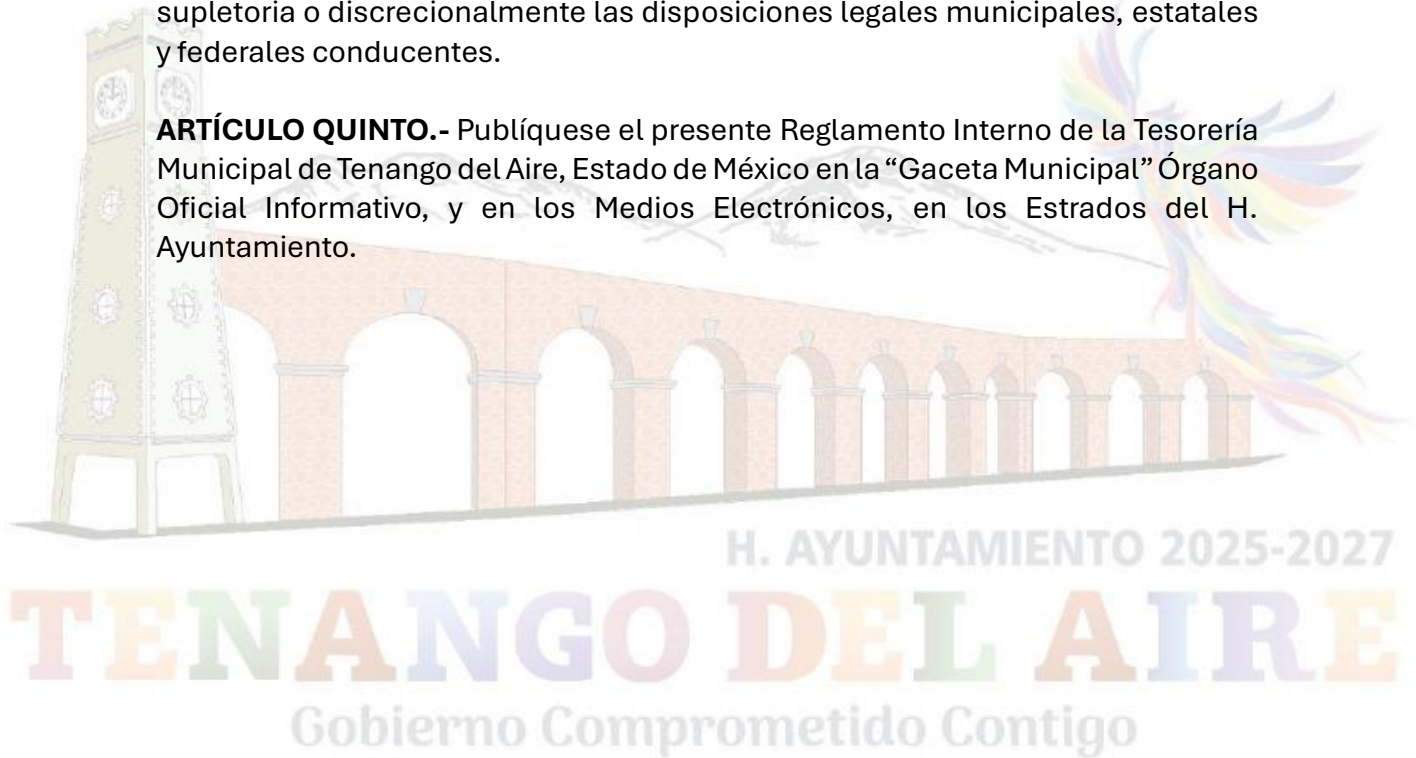 supletoria o discrecionalmente las disposiciones legales municipales, estatales
y federales conducentes.
ARTÍCULO QUINTO.- Publíquese el presente Reglamento Interno de la Tesorería
Municipal de Tenango del Aire, Estado de México en la “Gaceta Municipal” Órgano
Oficial Informativo, y en los Medios Electrónicos, en los Estrados del H.
Ayuntamiento.
H. AYUNTAMIENTO 2025-2027
TENANGO DEL AIRE
Gobierno Comprometido Contigo